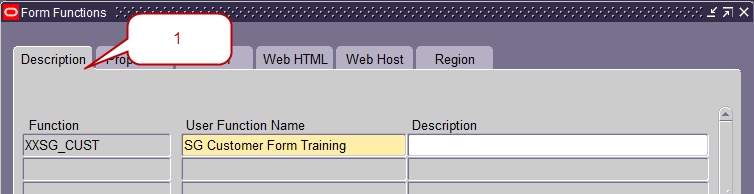 Form Functions
1
Description Web HTML Web Host Region
Function User Function Name Description
XXSG_CUST SG Customer Form Training